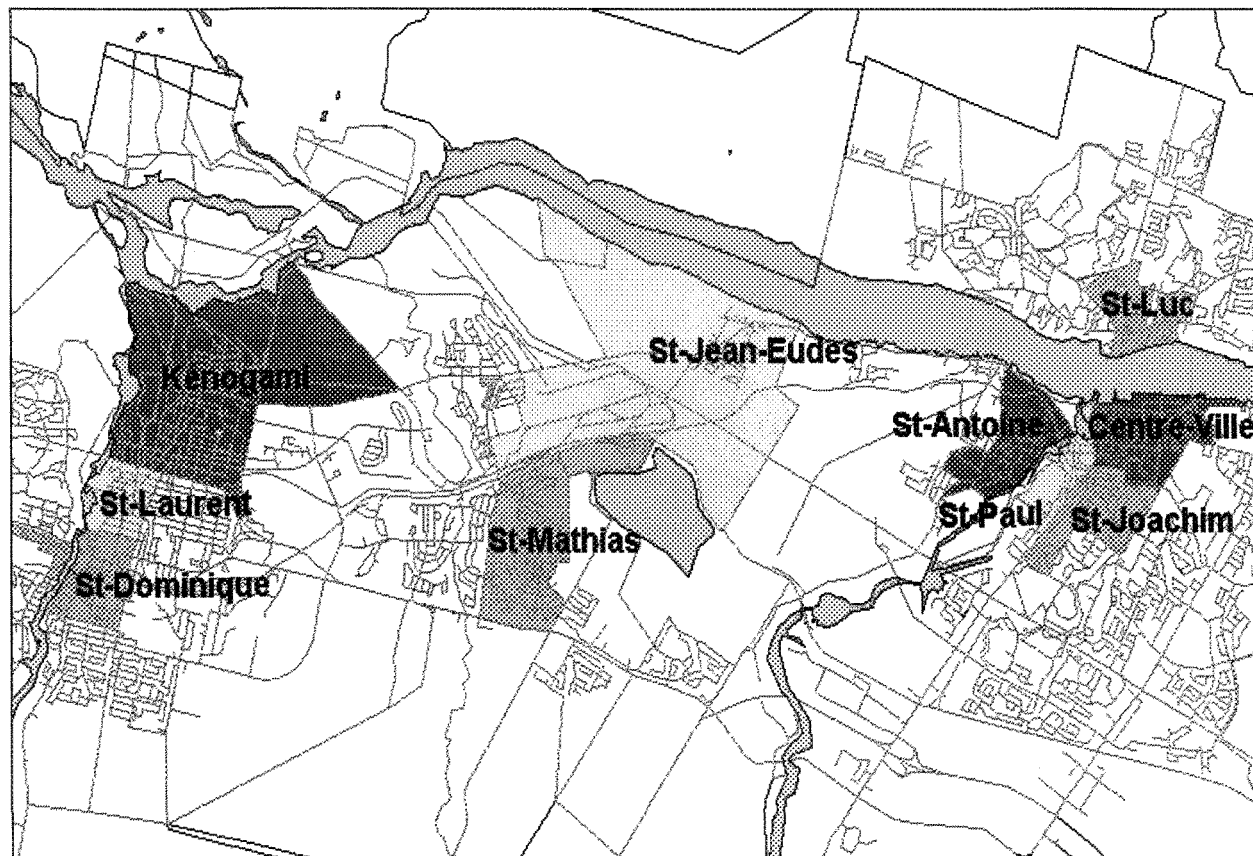 St-Luc
St-Jean-Eudes
Kénogami
St-Antoine
Centre-Ville
St-Laurent
St-Paul
St-Joachim
St-Mathias
St-Dominique